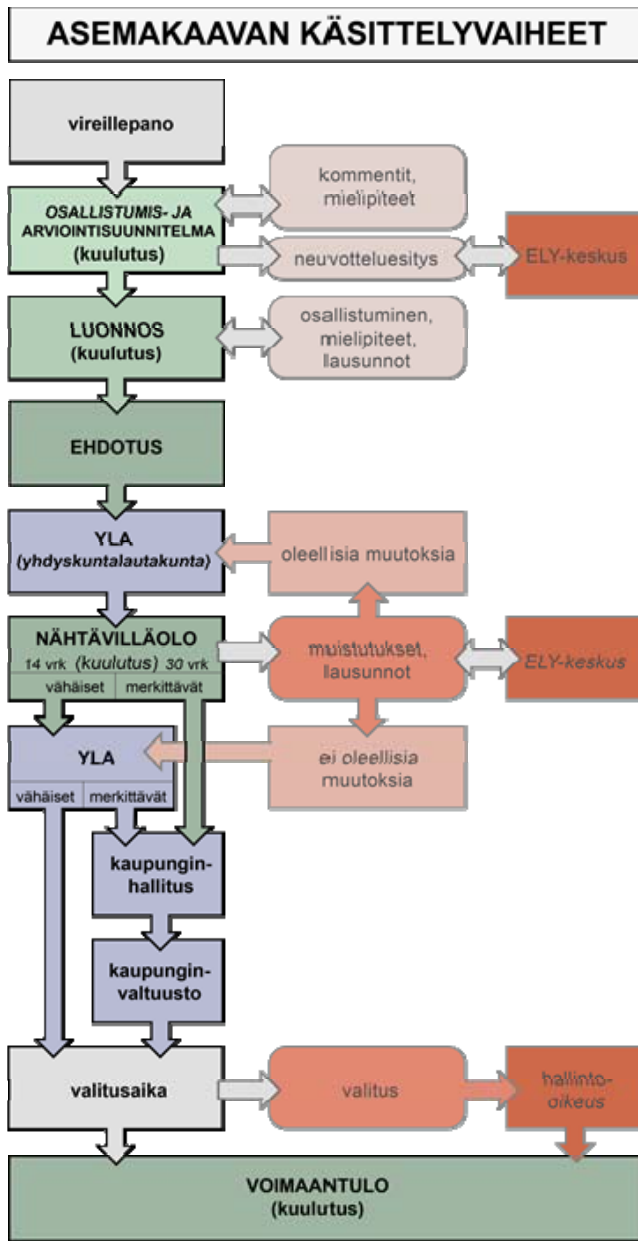 ASEMAKAAVAN KÄSITTELYVAIHEET
vireillepano
OSALLISTUMIS- JA
ARVIOINTISUUNNITELMA
(kuulutus)
kommentit,
mielipiteet
neuvotteluesitys
ELY-keskus
LUONNOS
(kuulutus)
osallistuminen,
mielipiteet,
lausunnot
EHDOTUS
YLA
(yhdyskuntalautakunta)
oleellisia muutoksia
NÄHTÄVILLÄOLO
14 vrk (kuulutus) 30 vrk
vähäiset merkittävät
muistutukset,
lausunnot
ELY-keskus
YLA
vähäiset merkittävät
ei oleellisia
muutoksia
kaupungin-
hallitus
kaupungin-
valtuusto
valitusaika
valitus
hallinto-
oikeus
VOIMAANTULO
(kuulutus)